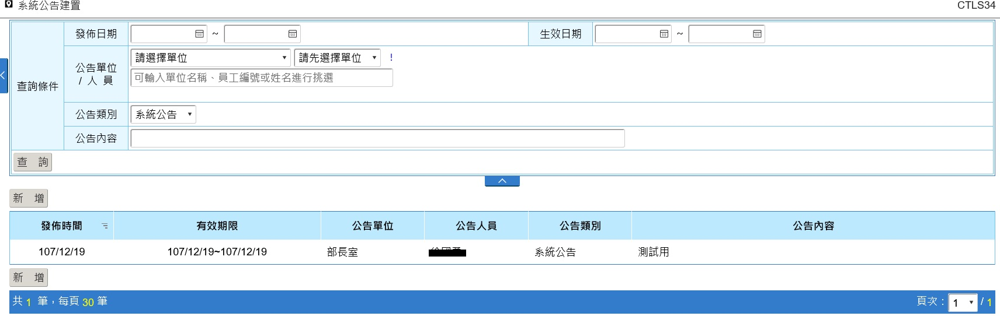 系統公告建置 CTLS34
查詢條件
發佈日期 ~ 生效日期 ~
公告單位
/ 人 員
請選擇單位 請先選擇單位 !
可輸入單位名稱、員工編號或姓名進行挑選
公告類別 系統公告
公告內容
查 詢
新 增
發佈時間 有效期限 公告單位 公告人員 公告類別 公告內容
107/12/19 107/12/19~107/12/19 部長室 系統公告 測試用
新 增
共 1 筆，每頁 30 筆 頁次： 1 / 1